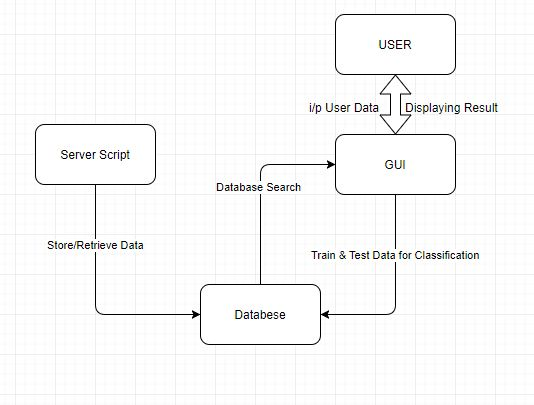 USER
i/p User Data
Displaying Result
Server Script
GUI
Database Search
Store/Retrieve Data
Train & Test Data for Classification
Databese